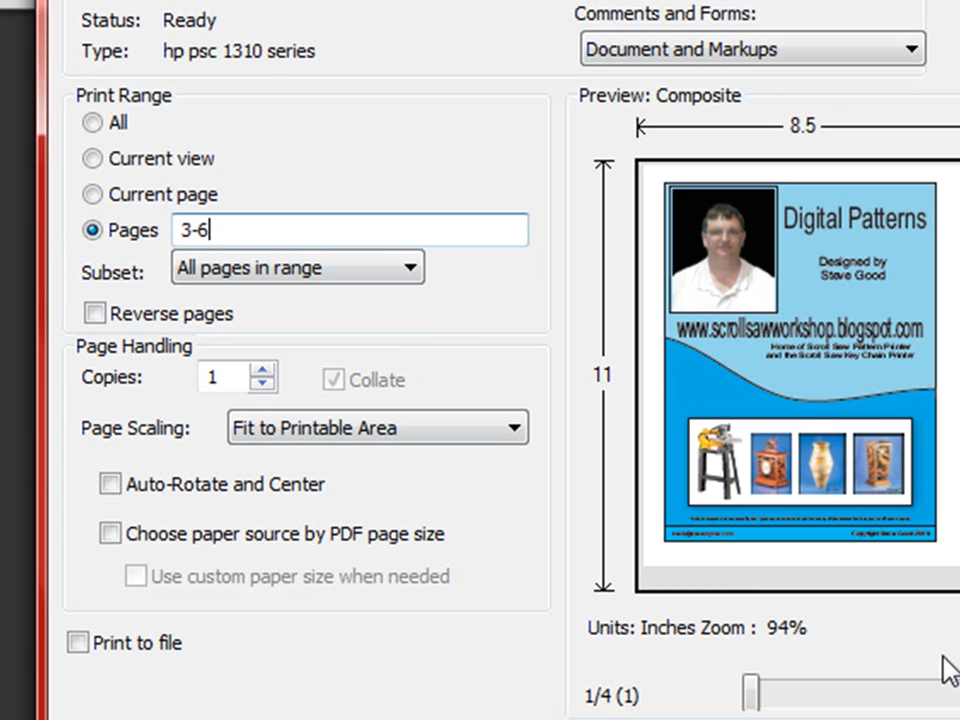 Status: Ready
Type: hp psc 1310 series
Comments and Forms:
Document and Markups
Print Range
All
Current view
Current page
Pages 3-6
Subset: All pages in range
Reverse pages
Page Handling
Copies: 1 Collate
Page Scaling: Fit to Printable Area
Auto-Rotate and Center
Choose paper source by PDF page size
Use custom paper size when needed
Print to file
Preview: Composite
8.5
11
Digital Patterns
Designed by
Steve Good
www.scrollsawworkshop.blogspot.com
Home of Scroll Saw Pattern Printer
and the Scroll Saw Key Chain Printer
Units: Inches Zoom : 94%
1/4 (1)